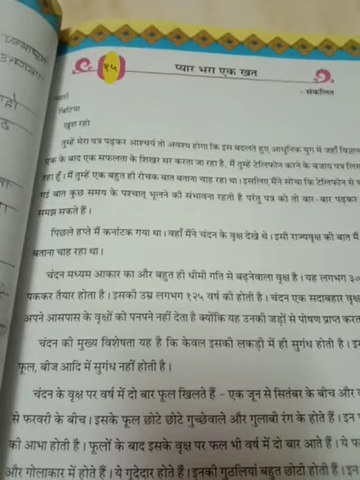 १५
प्यार भरा एक खत
- संकलित
प्यारी
बिटिया
खुश रहो
तुम्हें मेरा पत्र पढ़कर आश्चर्य तो अवश्य होगा कि इस बदलते हुए आधुनिक युग में जहाँ विज्ञान
एक के बाद एक सफलता के शिखर सर करता जा रहा है, मैं तुम्हें टेलिफोन करने के बजाय पत्र लिख
रहा हूँ। मैं तुम्हें एक बहुत ही रोचक बात बताना चाह रहा था। इसलिए मैंने सोचा कि टेलिफोन से
गई बात कुछ समय के पश्चात् भूलने की संभावना रहती है परंतु पत्र को तो बार-बार पढ़कर
समझ सकते हैं।
पिछले हप्ते मैं कर्नाटक गया था। वहाँ मैंने चंदन के वृक्ष देखे थे। इसी राज्यवृक्ष की बात मैं
बताना चाह रहा था।
चंदन मध्यम आकार का और बहुत ही धीमी गति से बढ़नेवाला वृक्ष है। यह लगभग ३०
पककर तैयार होता है। इसकी उम्र लगभग १२५ वर्ष की होती है। चंदन एक सदाबहार वृक्ष
अपने आसपास के वृक्षों को पनपने नहीं देता है क्योंकि यह उनकी जड़ों से पोषण प्राप्त करता
चंदन की मुख्य विशेषता यह है कि केवल इसकी लकड़ी में ही सुगंध होती है।
फूल, बीज आदि में सुगंध नहीं होती है।
चंदन के वृक्ष पर वर्ष में दो बार फूल खिलते हैं - एक जून से सितंबर के बीच और
से फरवरी के बीच। इसके फूल छोटे छोटे गुच्छेवाले और गुलाबी रंग के होते हैं। इन
की आभा होती है। फूलों के बाद इसके वृक्ष पर फल भी वर्ष में दो बार आते हैं। ये
और गोलाकार में होते हैं। ये गूदेदार होते हैं। इनकी गुठलियां बहुत छोटी होती हैं। इन